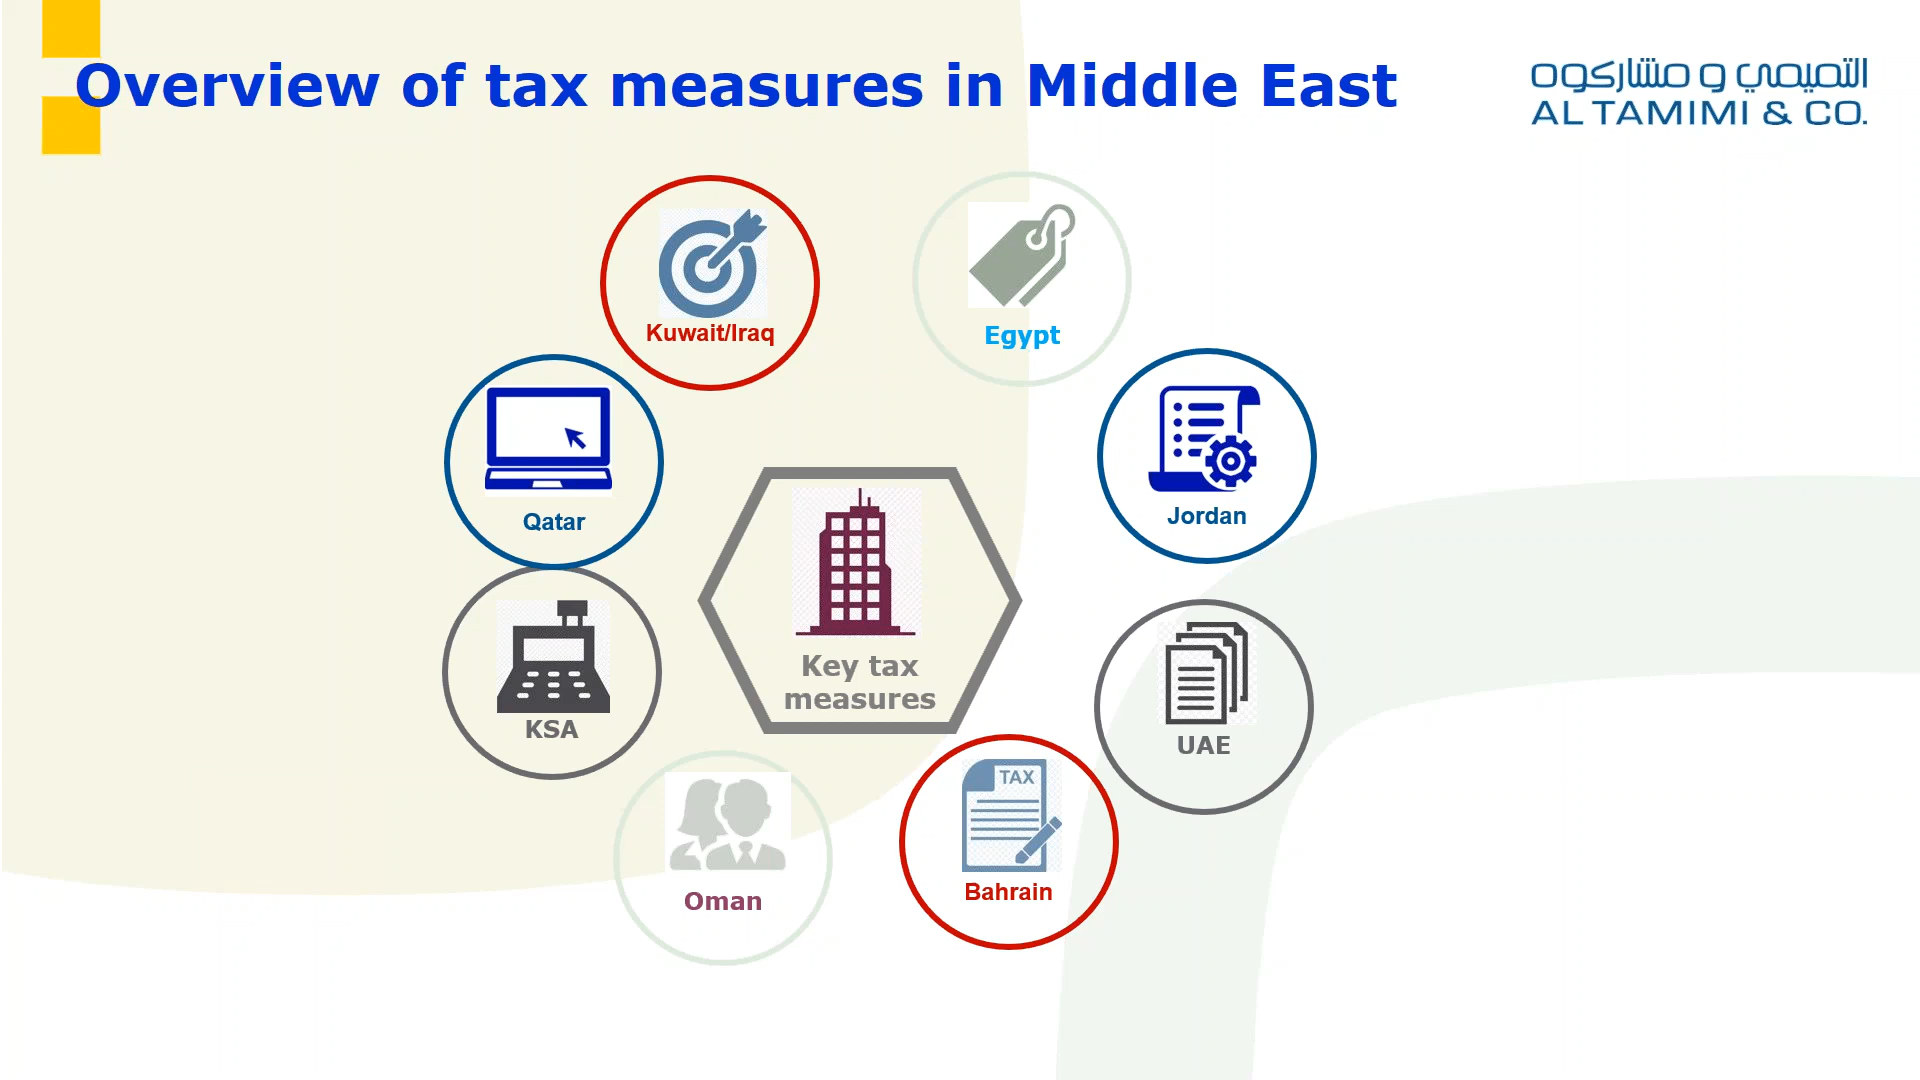 Overview of tax measures in Middle East
التميمي و مشاركوه
AL TAMIMI & CO.
Kuwait/Iraq
Egypt
Qatar
Jordan
Key tax
measures
KSA
UAE
TAX
Bahrain
Oman